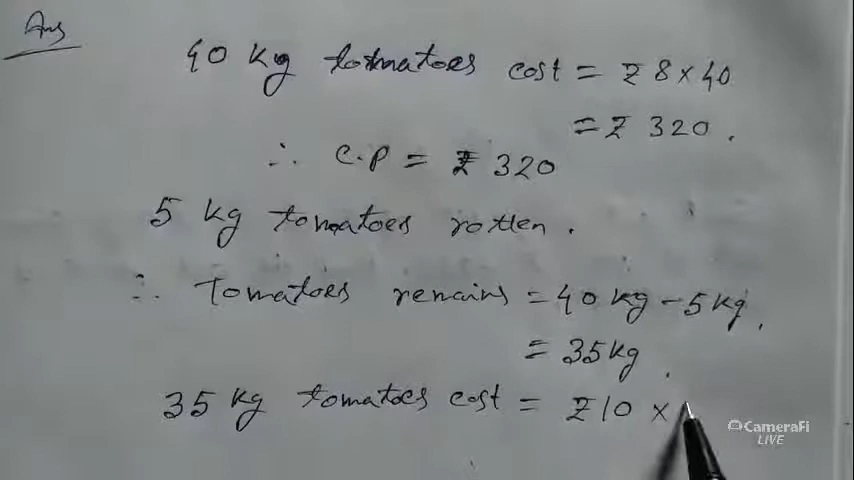 Ans
40 kg tomatoes cost = ₹ 8 × 40
= ₹ 320.
∴ C.P = ₹ 320
5 kg tomatoes rotten.
∴ Tomatoes remains = 40 kg - 5 kg.
= 35 kg.
35 kg tomatoes cost = ₹ 10 ×
CameraFi
LIVE